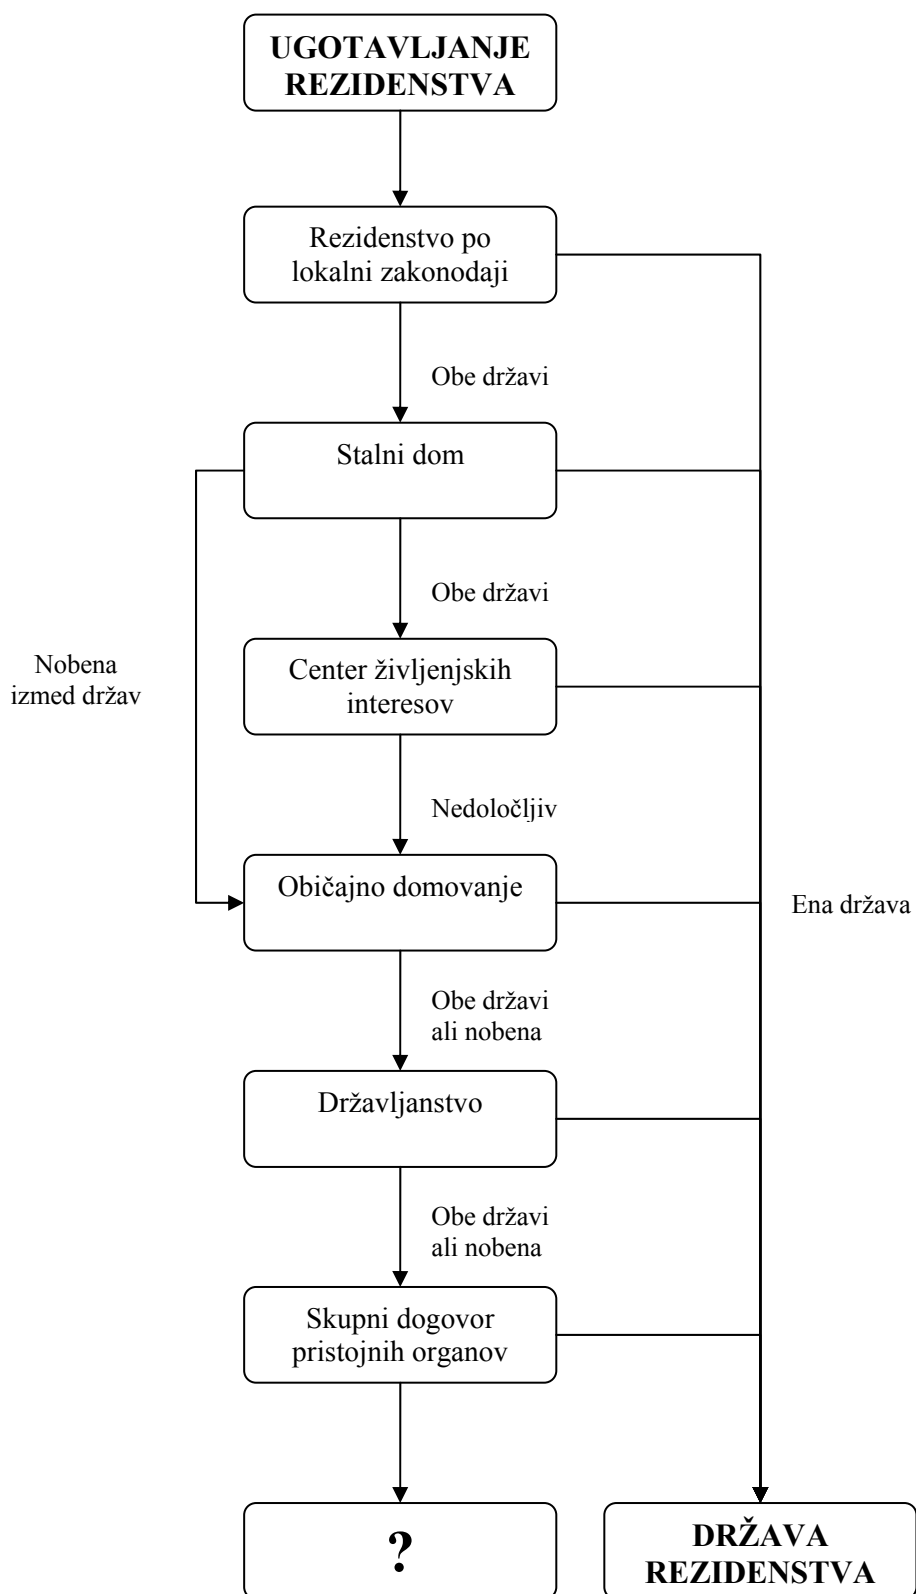 UGOTAVLJANJE
REZIDENSTVA
Rezidenstvo po
lokalni zakonodaji
Obe državi
Stalni dom
Obe državi
Nobena
izmed držav
Center življenjskih
interesov
Nedoločljiv
Običajno domovanje
Ena država
Obe državi
ali nobena
Državljanstvo
Obe državi
ali nobena
Skupni dogovor
pristojnih organov
?
DRŽAVA
REZIDENSTVA